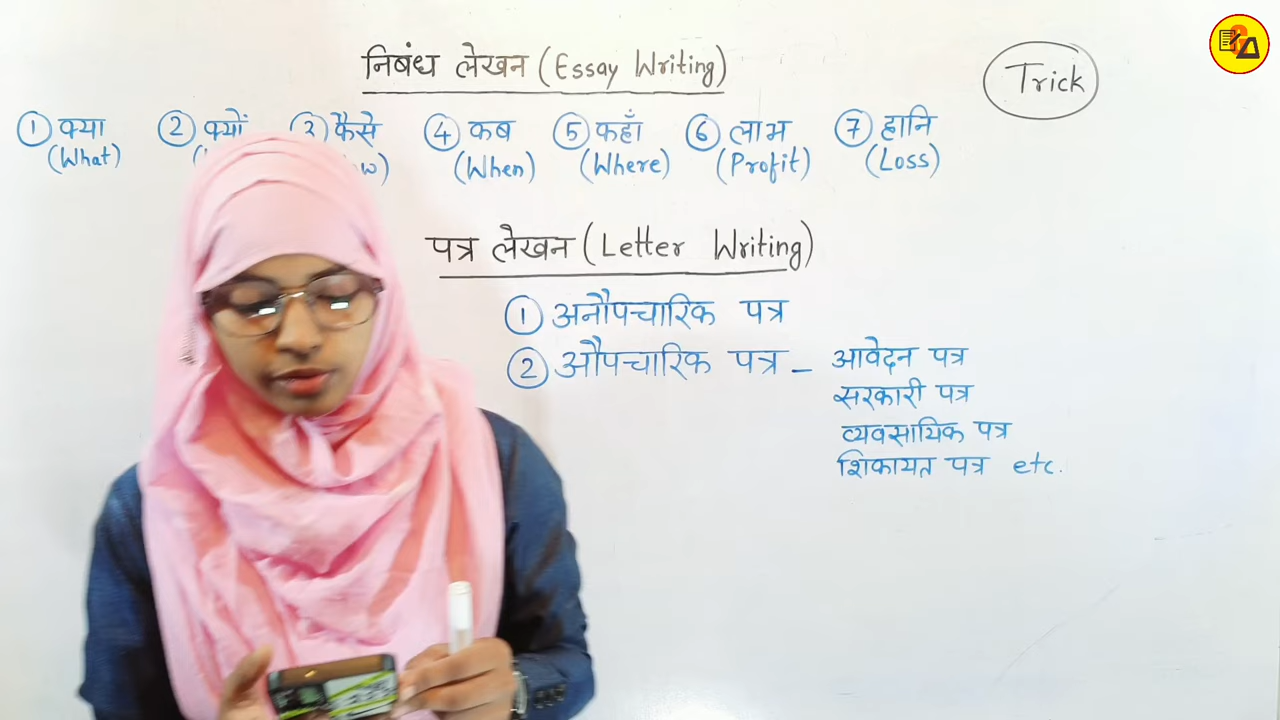 निबंध लेखन (Essay Writing)
Trick
① क्या ② क्यों ③ कैसे ④ कब ⑤ कहाँ ⑥ लाभ ⑦ हानि
(What) (When) (Where) (Profit) (Loss)
पत्र लेखन (Letter Writing)
① अनौपचारिक पत्र
② औपचारिक पत्र – आवेदन पत्र
सरकारी पत्र
व्यवसायिक पत्र
शिकायत पत्र etc.